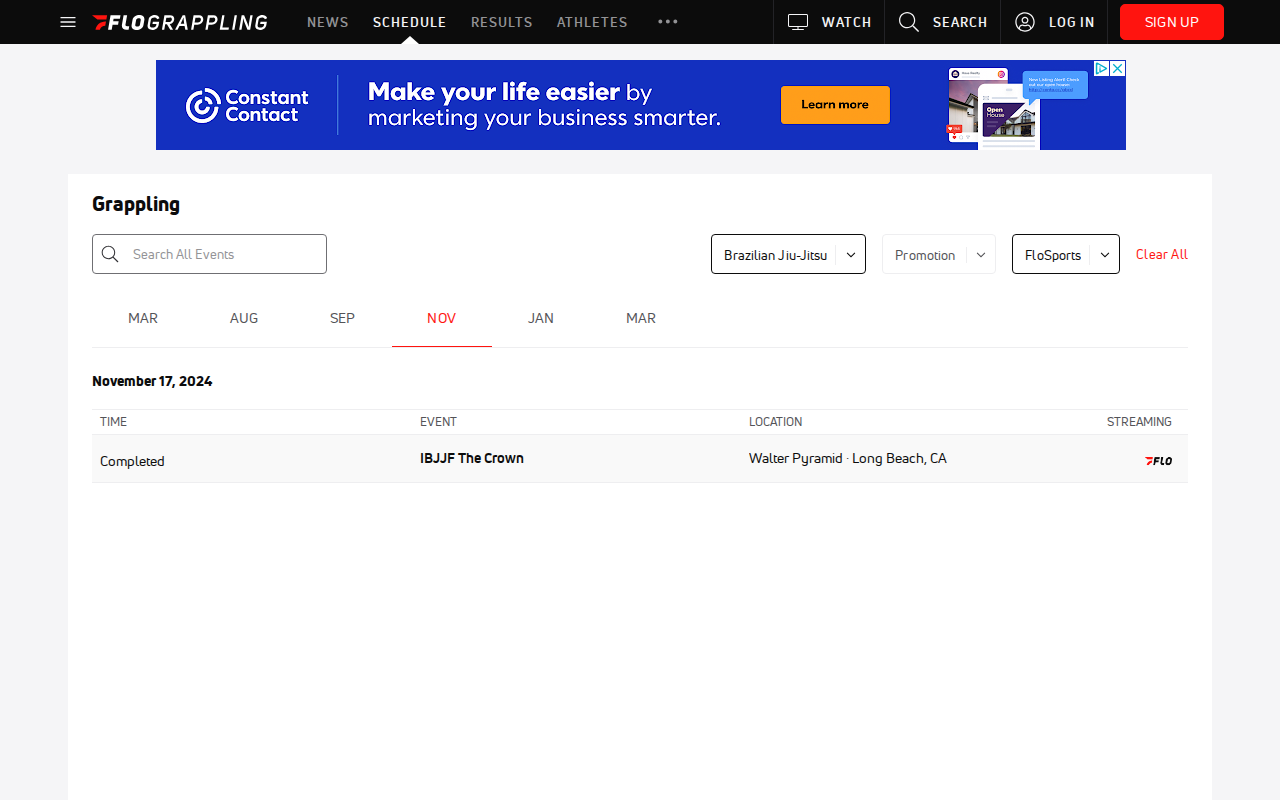 FLOGRAPPLING
NEWS
SCHEDULE
RESULTS
ATHLETES
WATCH
SEARCH
LOG IN
SIGN UP
Constant
Contact
Make your life easier by
marketing your business smarter.
Learn more
Open
House
Grappling
Search All Events
Brazilian Jiu-Jitsu
Promotion
FloSports
Clear All
MAR
AUG
SEP
NOV
JAN
MAR
November 17, 2024
TIME
EVENT
LOCATION
STREAMING
Completed
IBJJF The Crown
Walter Pyramid · Long Beach, CA
FLO